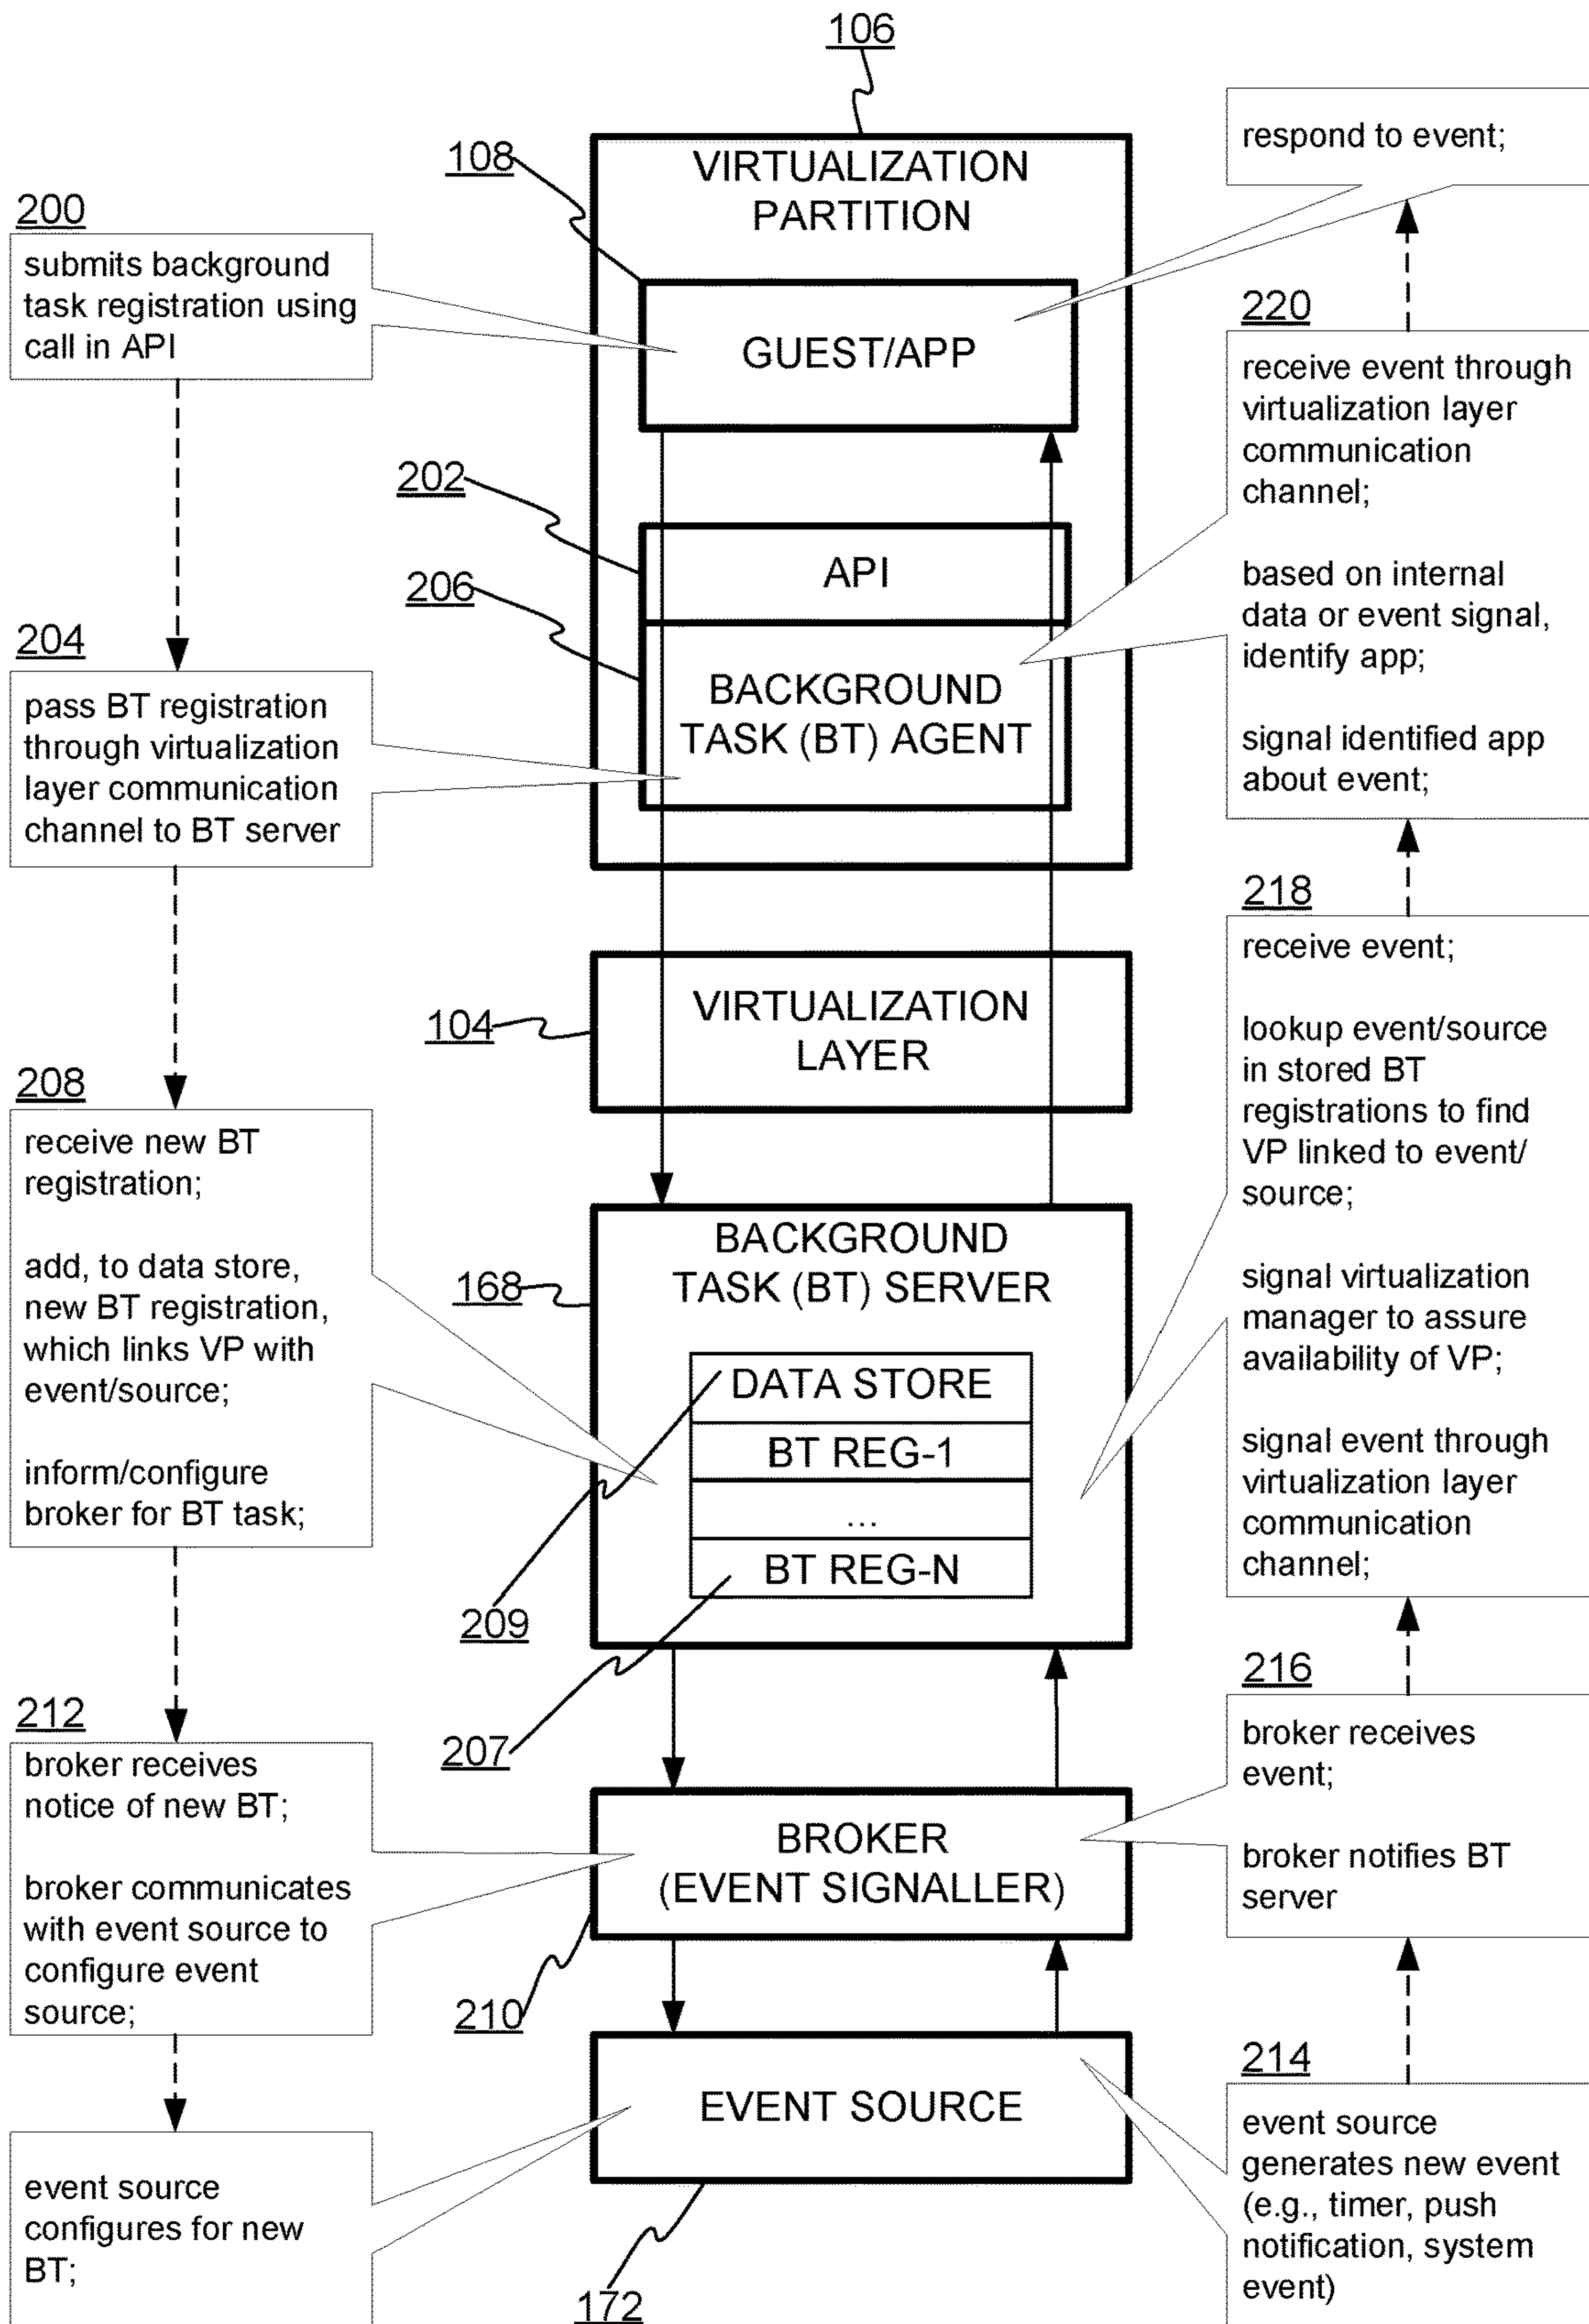 106
VIRTUALIZATION
PARTITION
108
GUEST/APP
202
API
206
BACKGROUND
TASK (BT) AGENT
104
VIRTUALIZATION
LAYER
168
BACKGROUND
TASK (BT) SERVER
DATA STORE
BT REG-1
...
BT REG-N
209
207
BROKER
(EVENT SIGNALLER)
210
EVENT SOURCE
172
200
submits background
task registration using
call in API
204
pass BT registration
through virtualization
layer communication
channel to BT server
208
receive new BT
registration;
add, to data store,
new BT registration,
which links VP with
event/source;
inform/configure
broker for BT task;
212
broker receives
notice of new BT;
broker communicates
with event source to
configure event
source;
event source
configures for new
BT;
214
event source
generates new event
(e.g., timer, push
notification, system
event)
216
broker receives
event;
broker notifies BT
server
218
receive event;
lookup event/source
in stored BT
registrations to find
VP linked to event/
source;
signal virtualization
manager to assure
availability of VP;
signal event through
virtualization layer
communication
channel;
220
receive event through
virtualization layer
communication
channel;
based on internal
data or event signal,
identify app;
signal identified app
about event;
respond to event;